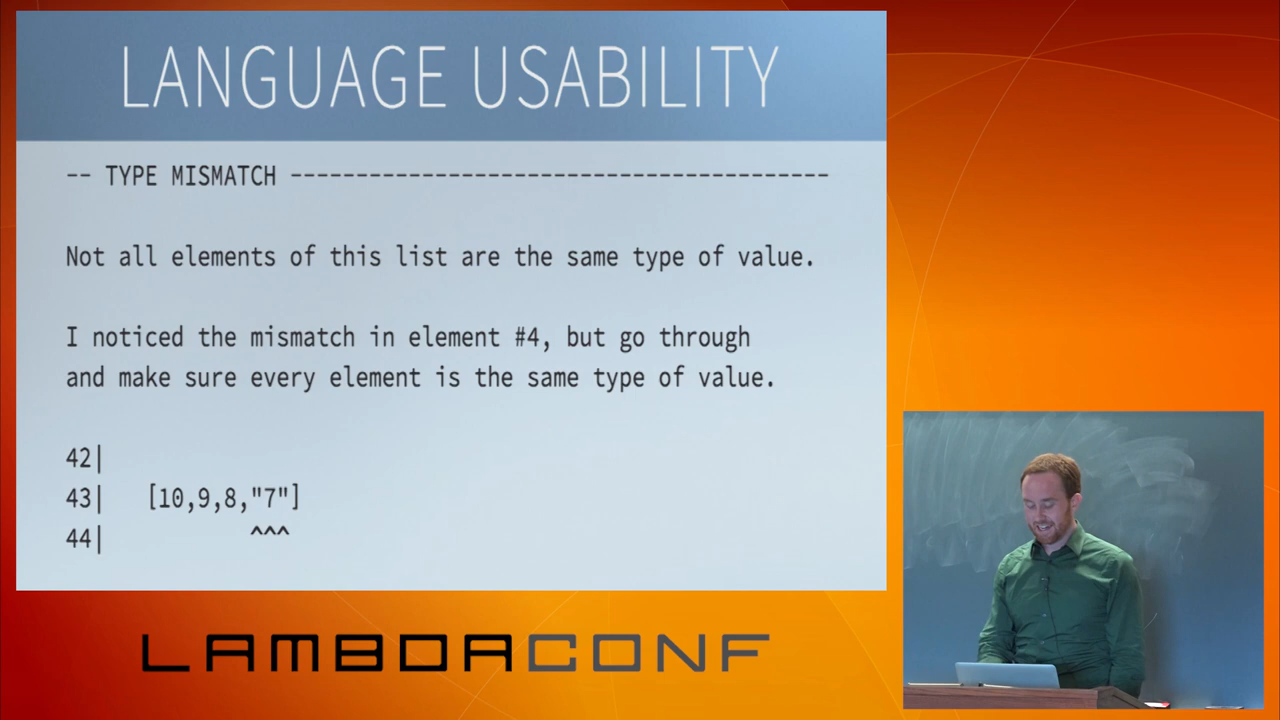 LANGUAGE USABILITY
-- TYPE MISMATCH -----------------------------------------
Not all elements of this list are the same type of value.
I noticed the mismatch in element #4, but go through
and make sure every element is the same type of value.
42|
43|   [10,9,8,"7"]
44|           ^^^
LAMBDACONF